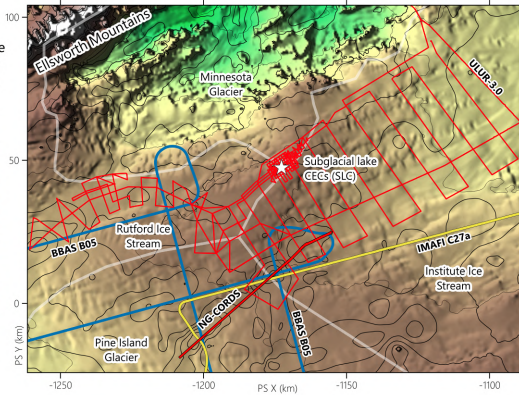 e
100
Ellsworth Mountains
Minnesota
Glacier
ULUR-3.0
50
Subglacial lake
CECs (SLC)
Rutford Ice
Stream
BBAS B05
IMAFI C27a
Institute Ice
Stream
NG-CORDS
BBAS B05
0
Pine Island
Glacier
PS Y (km)
-1250
-1200
-1150
-1100
PS X (km)